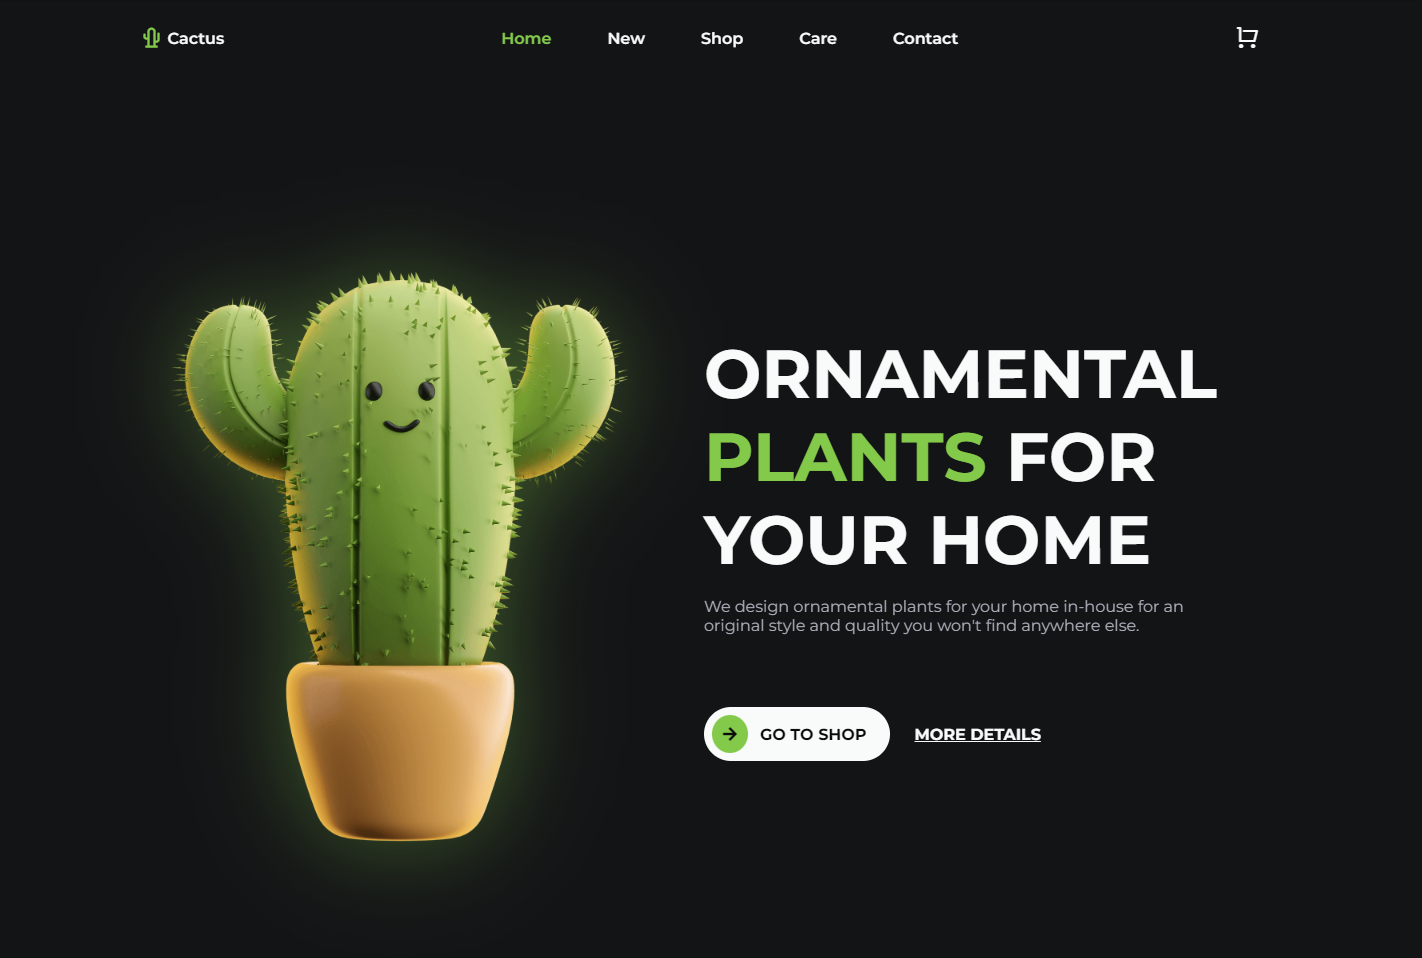 Cactus
Home New Shop Care Contact
ORNAMENTAL
PLANTS FOR
YOUR HOME
We design ornamental plants for your home in-house for an
original style and quality you won't find anywhere else.
GO TO SHOP MORE DETAILS